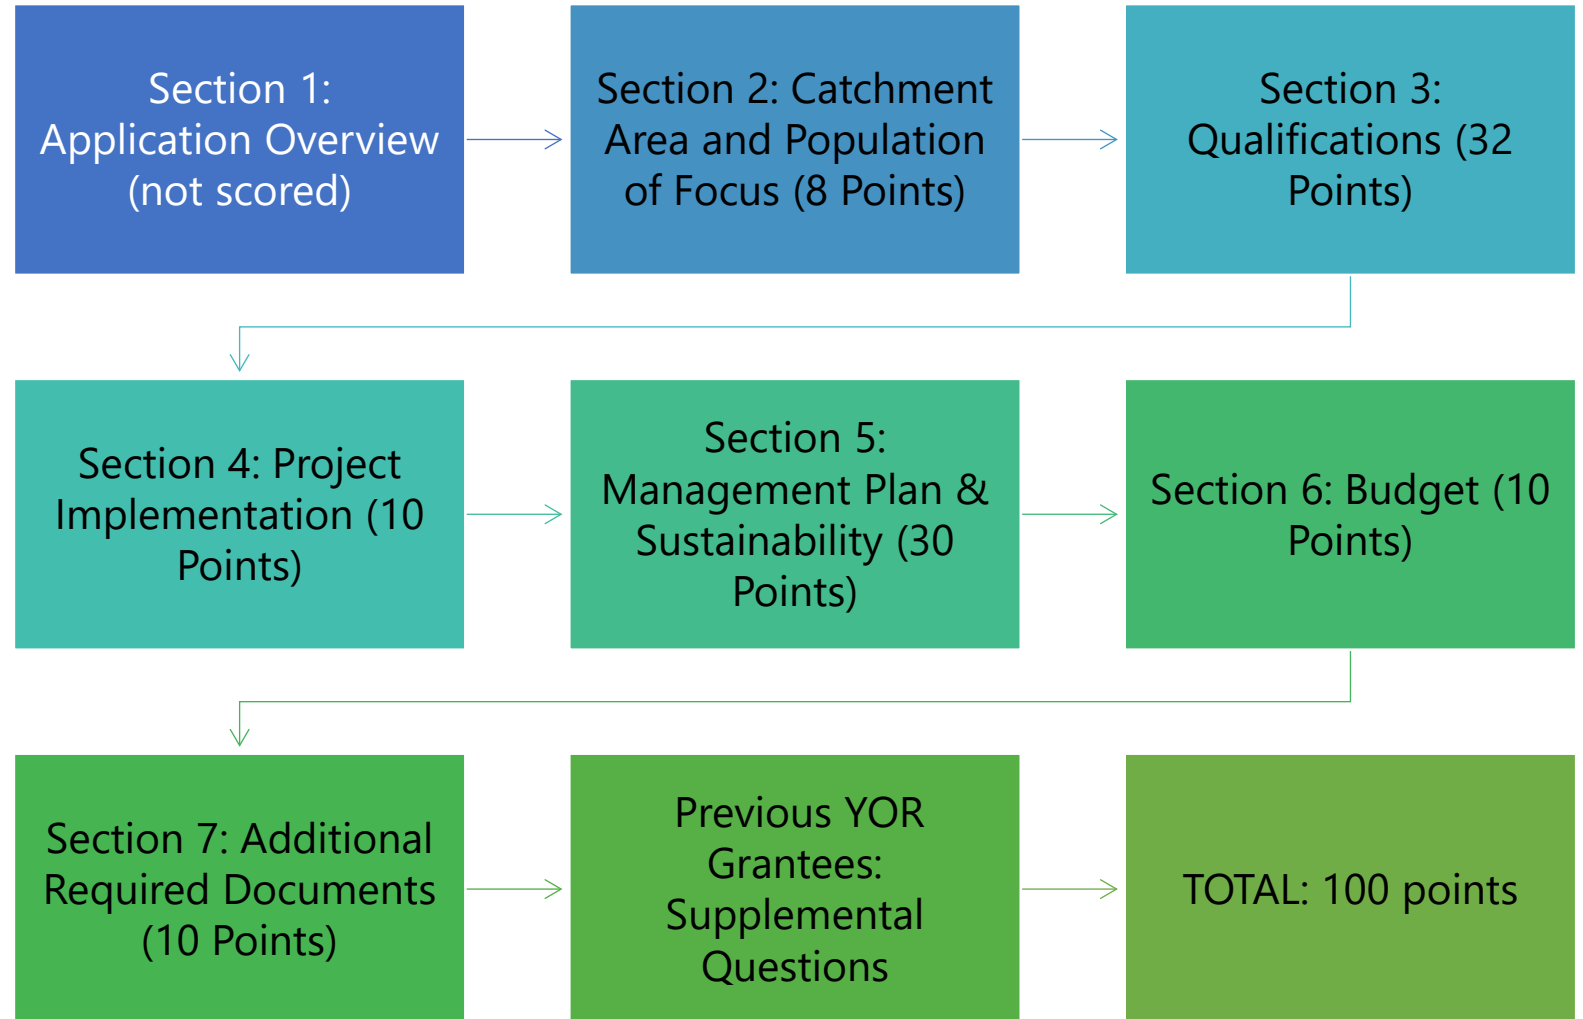 Section 1:
Application Overview
(not scored)
Section 2: Catchment
Area and Population
of Focus (8 Points)
Section 3:
Qualifications (32
Points)
Section 4: Project
Implementation (10
Points)
Section 5:
Management Plan &
Sustainability (30
Points)
Section 6: Budget (10
Points)
Section 7: Additional
Required Documents
(10 Points)
Previous YOR
Grantees:
Supplemental
Questions
TOTAL: 100 points